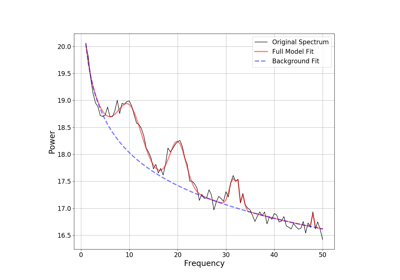 Original Spectrum
Full Model Fit
Background Fit
20.0
19.5
19.0
18.5
18.0
17.5
17.0
16.5
Power
0 10 20 30 40 50
Frequency